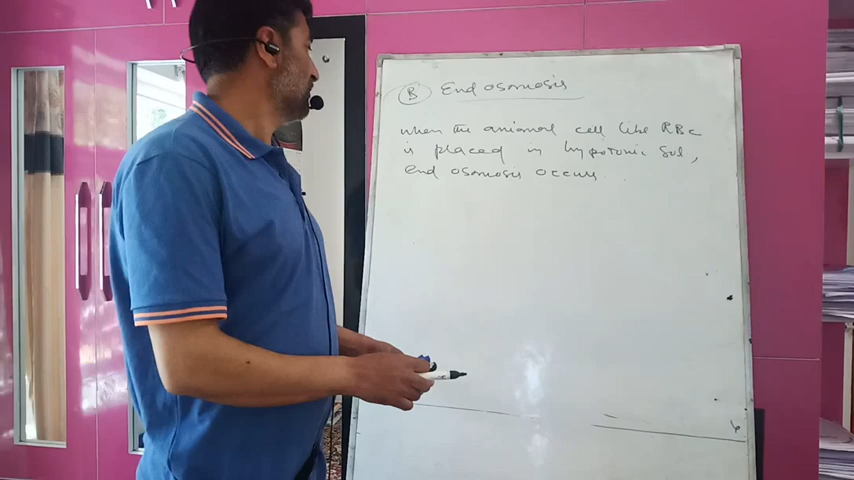 B End osmosis
when the animal cell like RBc
is placed in hypotonic sol,
end osmosis occurs.